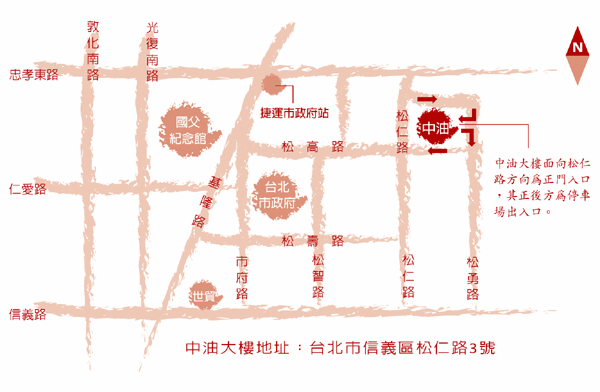 敦化南路
光復南路
N
忠孝東路
捷運市政府站
國父
紀念館
松仁路
中油
松高路
中油大樓面向松仁
路方向為正門入口
，其正後方為停車
場出入口。
仁愛路
基隆路
台北
市政府
松壽路
市府路
松智路
松仁路
松勇路
世貿
信義路
中油大樓地址：台北市信義區松仁路3號